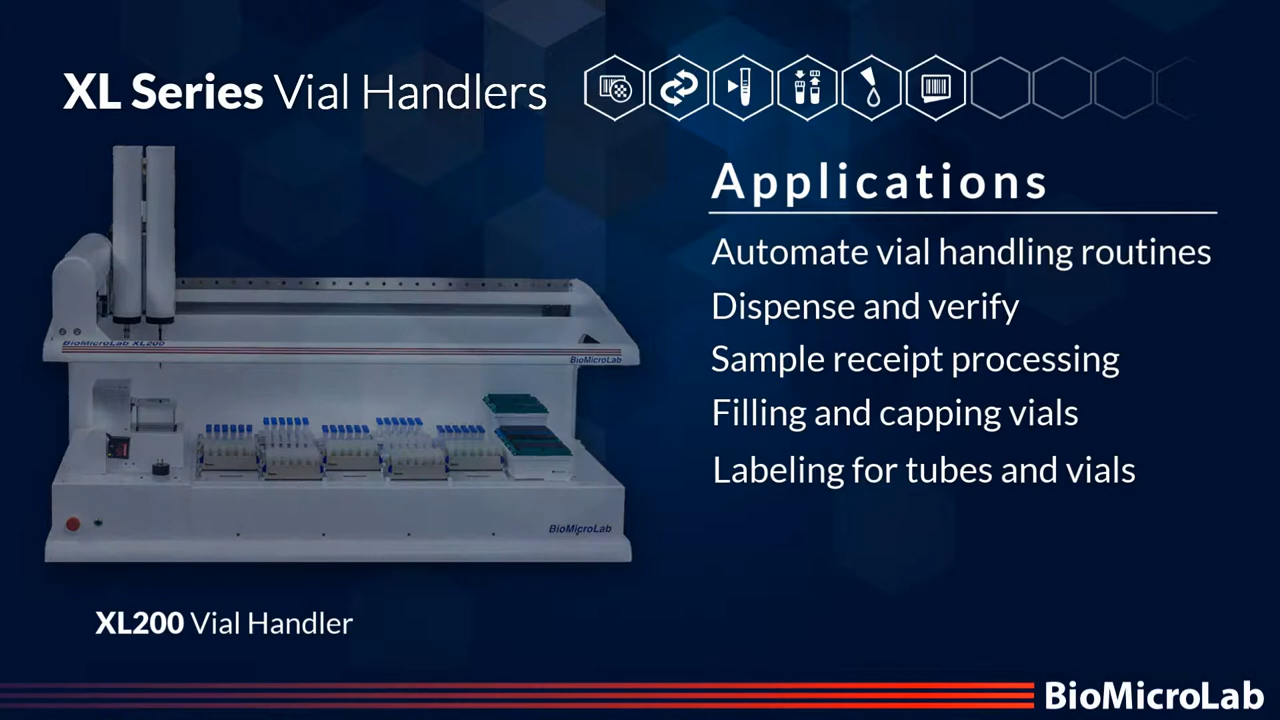 XL Series Vial Handlers
Applications
Automate vial handling routines
Dispense and verify
Sample receipt processing
Filling and capping vials
Labeling for tubes and vials
BioMicroLab XL200
BioMicroLab
BioMicroLab
XL200 Vial Handler
BioMicroLab